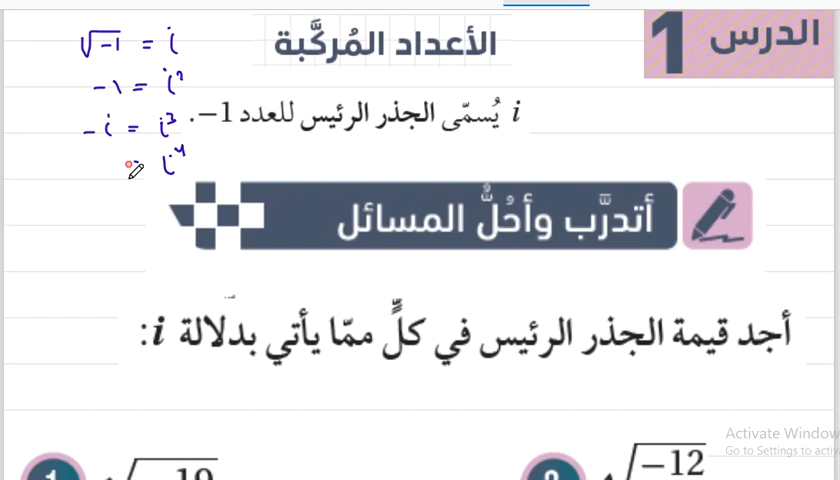 الدرس 1
الأعداد المُركَّبة
i يُسمّى الجذر الرئيس للعدد 1−.
√-1 = i
-1 = i²
-i = i³
i⁴
أتدرَّب وأحُلُّ المسائل
أجد قيمة الجذر الرئيس في كلٍّ ممّا يأتي بدلالة i:
√−12
Activate Window
Go to Settings to activ